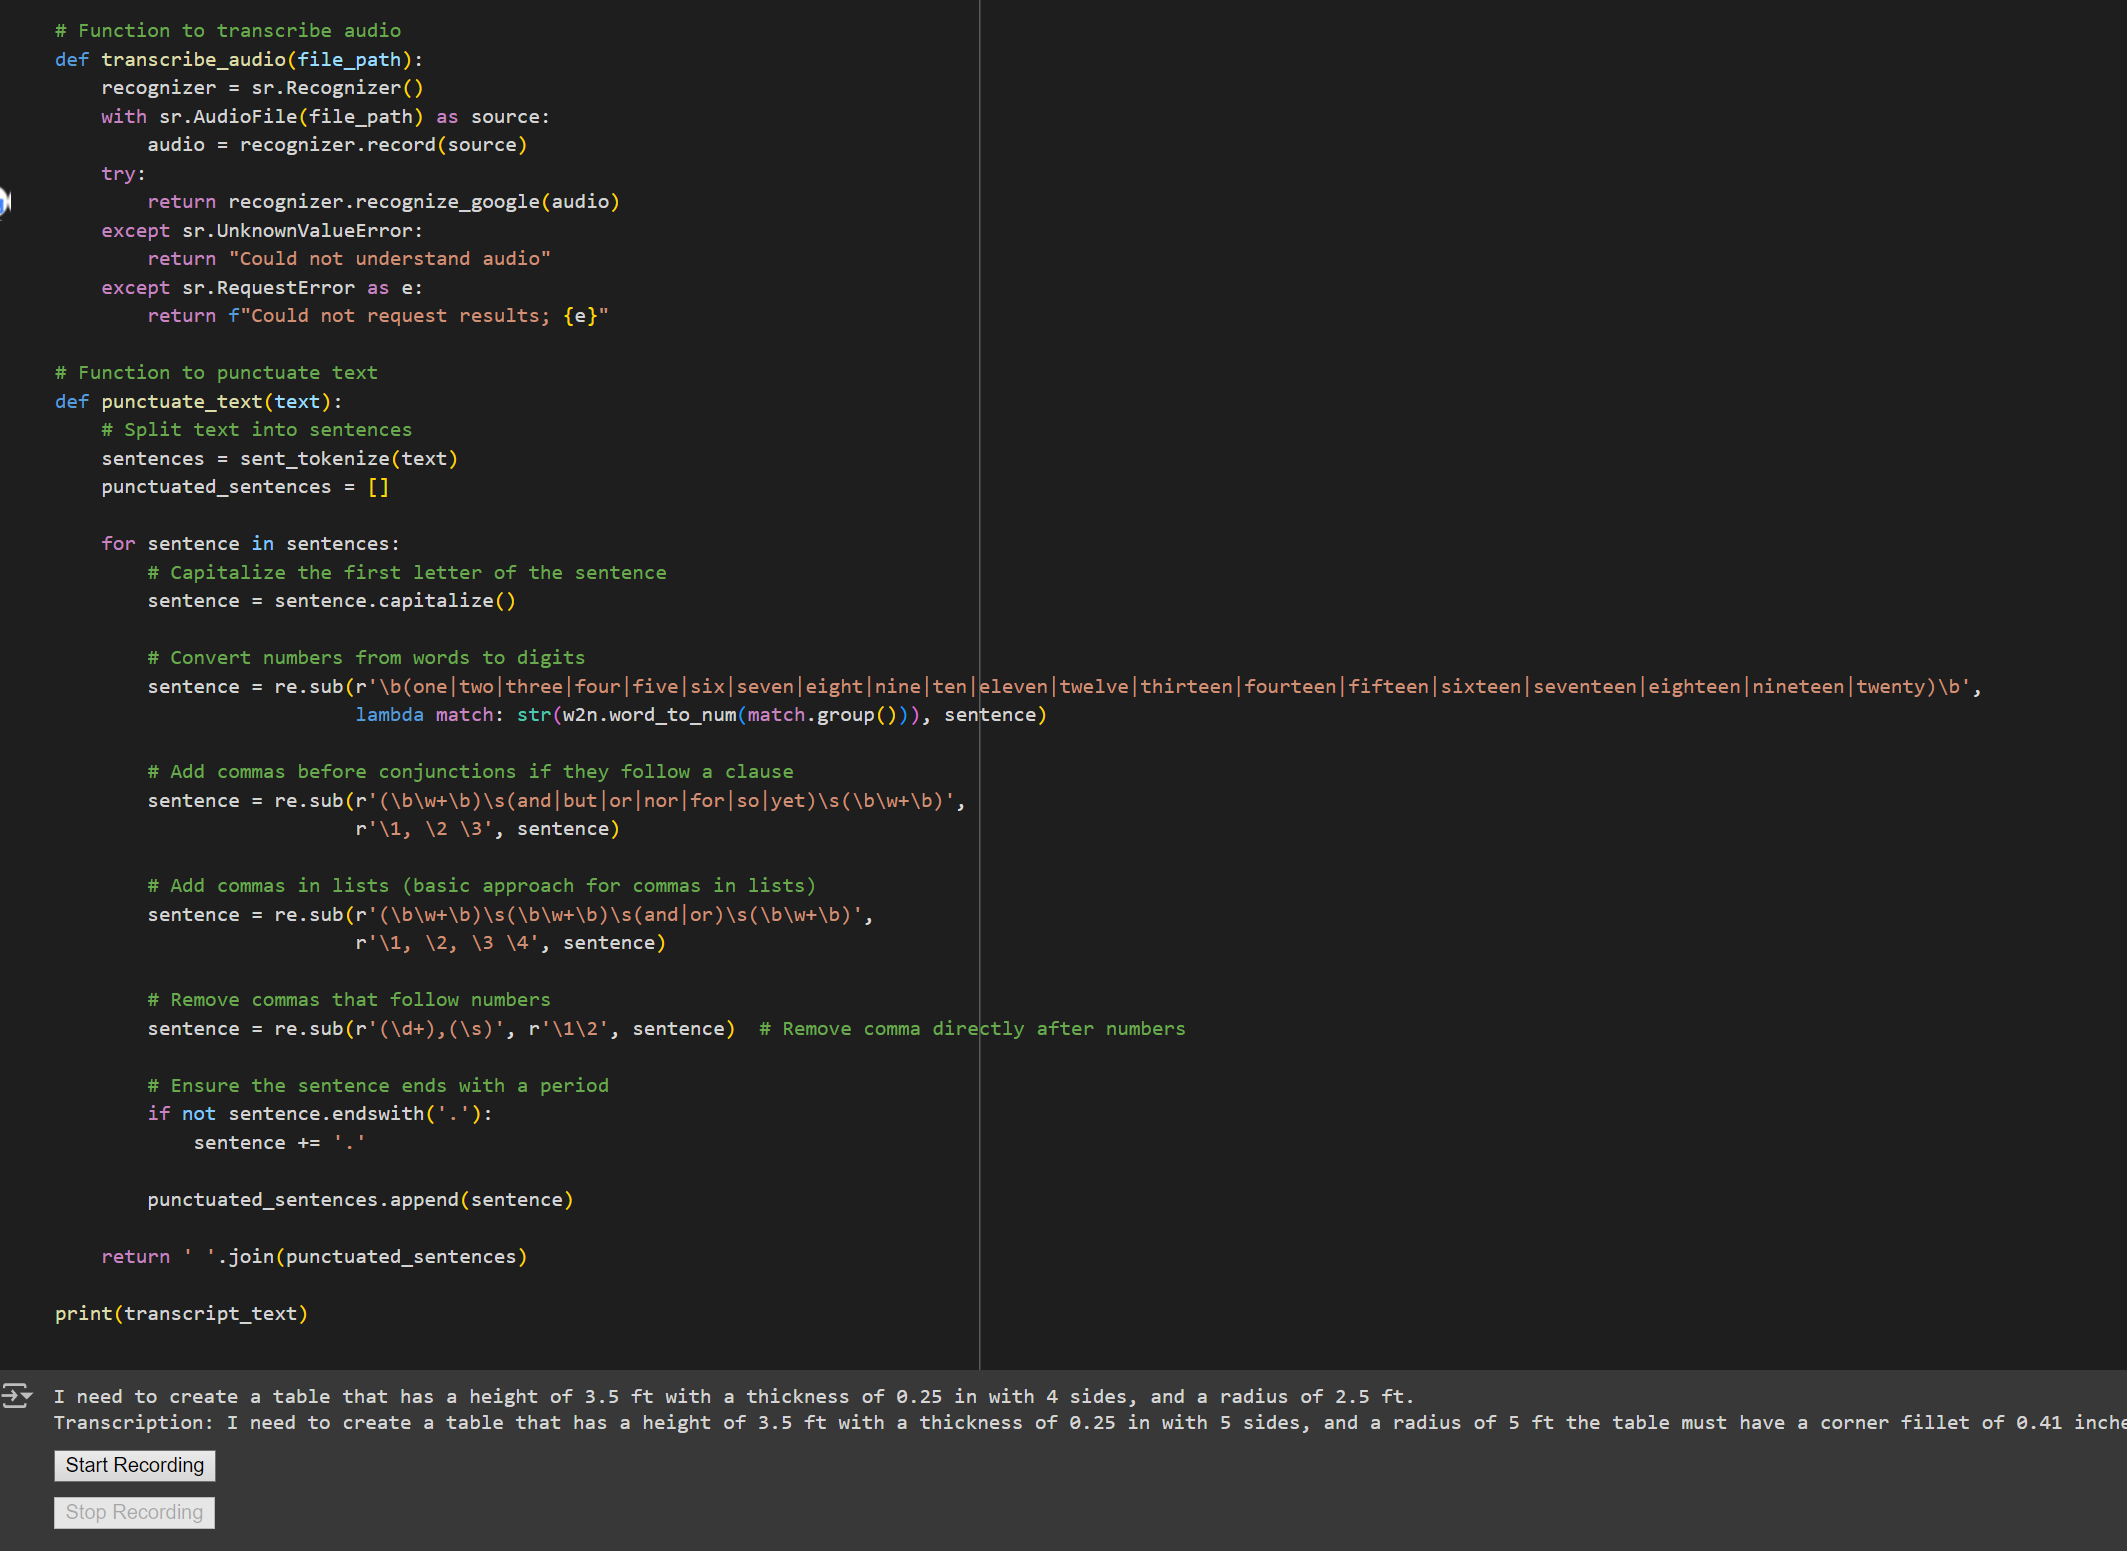 # Function to transcribe audio
def transcribe_audio(file_path):
    recognizer = sr.Recognizer()
    with sr.AudioFile(file_path) as source:
        audio = recognizer.record(source)
    try:
        return recognizer.recognize_google(audio)
    except sr.UnknownValueError:
        return "Could not understand audio"
    except sr.RequestError as e:
        return f"Could not request results; {e}"

# Function to punctuate text
def punctuate_text(text):
    # Split text into sentences
    sentences = sent_tokenize(text)
    punctuated_sentences = []

    for sentence in sentences:
        # Capitalize the first letter of the sentence
        sentence = sentence.capitalize()

        # Convert numbers from words to digits
        sentence = re.sub(r'\b(one|two|three|four|five|six|seven|eight|nine|ten|eleven|twelve|thirteen|fourteen|fifteen|sixteen|seventeen|eighteen|nineteen|twenty)\b',
                          lambda match: str(w2n.word_to_num(match.group())), sentence)

        # Add commas before conjunctions if they follow a clause
        sentence = re.sub(r'(\b\w+\b)\s(and|but|or|nor|for|so|yet)\s(\b\w+\b)',
                          r'\1, \2 \3', sentence)

        # Add commas in lists (basic approach for commas in lists)
        sentence = re.sub(r'(\b\w+\b)\s(\b\w+\b)\s(and|or)\s(\b\w+\b)',
                          r'\1, \2, \3 \4', sentence)

        # Remove commas that follow numbers
        sentence = re.sub(r'(\d+),(\s)', r'\1\2', sentence)  # Remove comma directly after numbers

        # Ensure the sentence ends with a period
        if not sentence.endswith('.'):
            sentence += '.'

        punctuated_sentences.append(sentence)

    return ' '.join(punctuated_sentences)

print(transcript_text)

I need to create a table that has a height of 3.5 ft with a thickness of 0.25 in with 4 sides, and a radius of 2.5 ft.
Transcription: I need to create a table that has a height of 3.5 ft with a thickness of 0.25 in with 5 sides, and a radius of 5 ft the table must have a corner fillet of 0.41 inche
Start Recording
Stop Recording